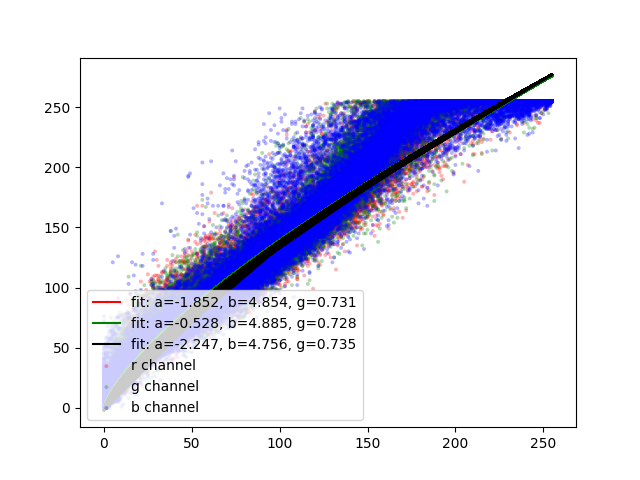 250
200
150
100
50
0
fit: a=-1.852, b=4.854, g=0.731
fit: a=-0.528, b=4.885, g=0.728
fit: a=-2.247, b=4.756, g=0.735
r channel
g channel
b channel
0 50 100 150 200 250